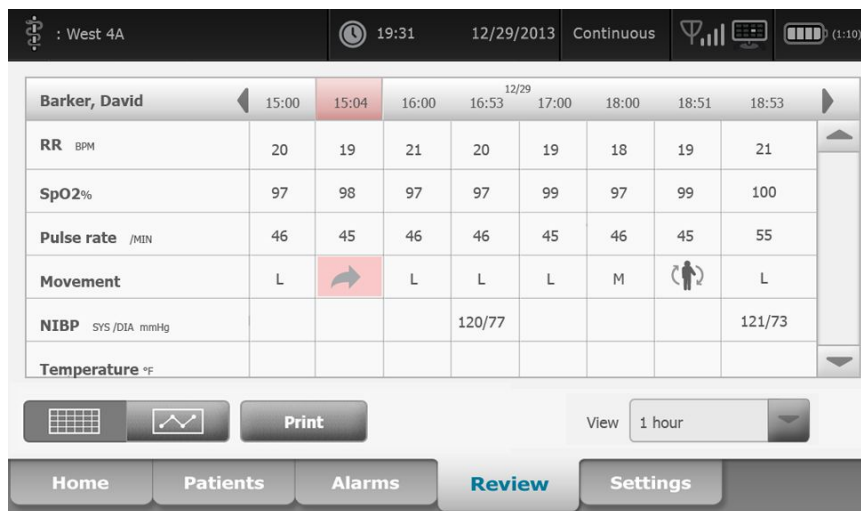 : West 4A 19:31 12/29/2013 Continuous (1:10)
12/29
Barker, David 15:00 15:04 16:00 16:53 17:00 18:00 18:51 18:53
RR BPM 20 19 21 20 19 18 19 21
SpO2% 97 98 97 97 99 97 99 100
Pulse rate /MIN 46 45 46 46 45 46 45 55
Movement L L L L M L
NIBP SYS /DIA mmHg 120/77 121/73
Temperature °F
Print View 1 hour
Home Patients Alarms Review Settings